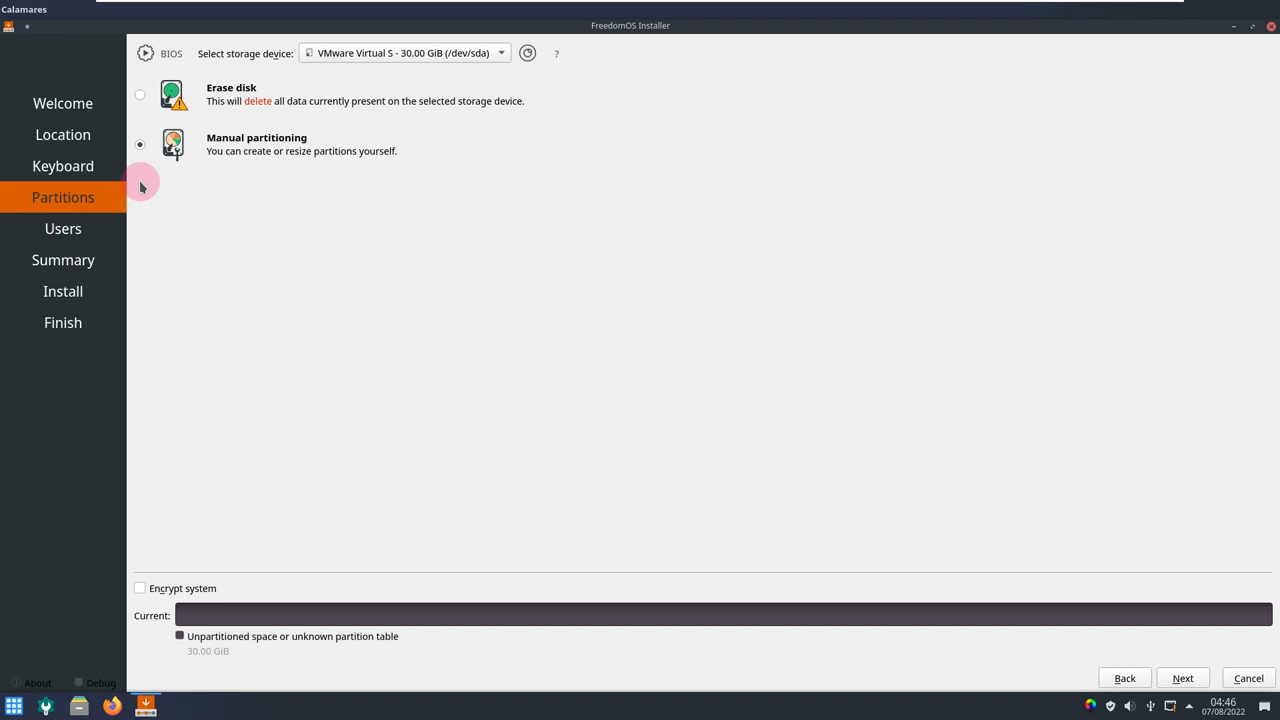 Calamares
FreedomOS Installer
BIOS
Select storage device:
VMware Virtual S - 30.00 GiB (/dev/sda)
?
Welcome
Location
Keyboard
Partitions
Users
Summary
Install
Finish
Erase disk
This will delete all data currently present on the selected storage device.
Manual partitioning
You can create or resize partitions yourself.
Encrypt system
Current:
Unpartitioned space or unknown partition table
30.00 GiB
About
Debug
Back
Next
Cancel
04:46
07/08/2022